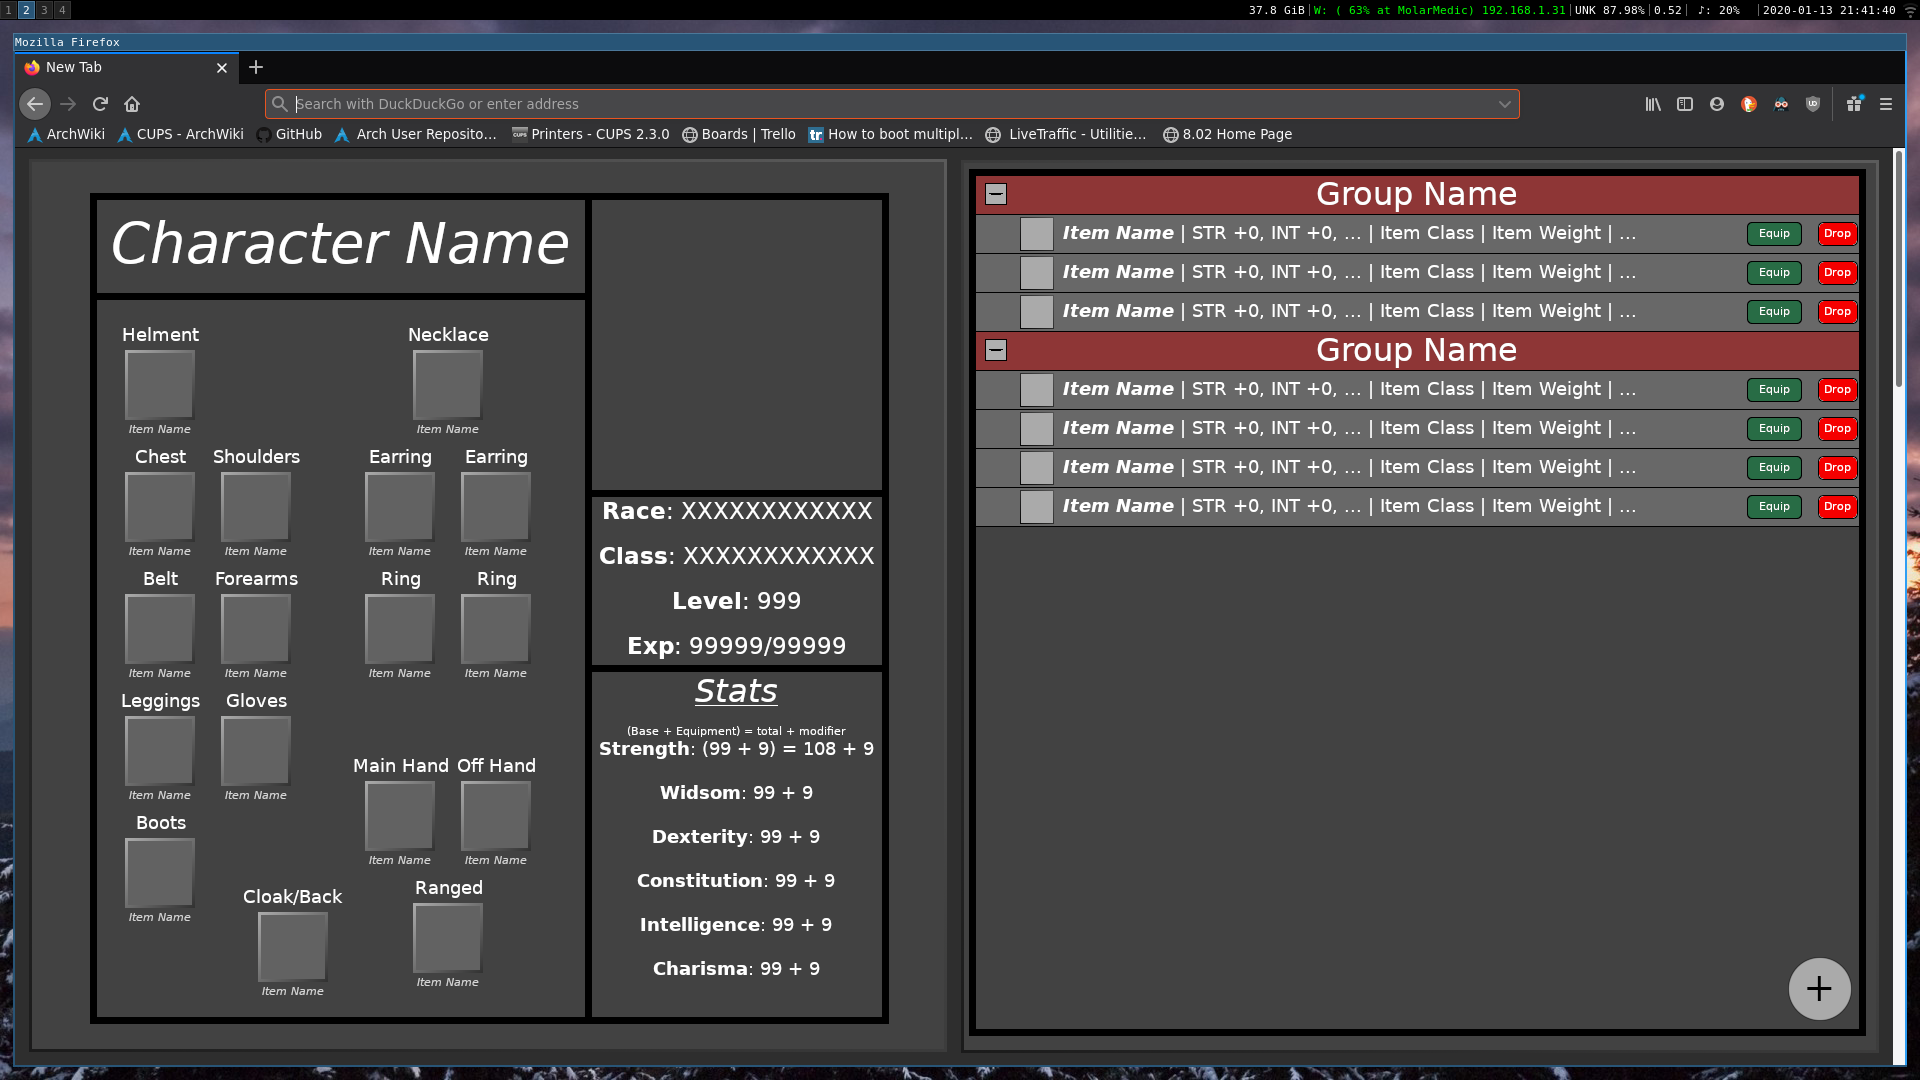 1 2 3 4
37.8 GiB W: ( 63% at MolarMedic) 192.168.1.31 UNK 87.98% 0.52 ♪: 20% 2020-01-13 21:41:40
Mozilla Firefox
New Tab
Search with DuckDuckGo or enter address
ArchWiki CUPS - ArchWiki GitHub Arch User Reposito… Printers - CUPS 2.3.0 Boards | Trello How to boot multipl… LiveTraffic - Utilitie… 8.02 Home Page
Character Name
Helment Necklace
Item Name Item Name
Chest Shoulders Earring Earring
Item Name Item Name Item Name Item Name
Belt Forearms Ring Ring
Item Name Item Name Item Name Item Name
Leggings Gloves
Item Name Item Name
Main Hand Off Hand
Item Name Item Name
Boots
Item Name
Cloak/Back Ranged
Item Name Item Name
Race: XXXXXXXXXXXX
Class: XXXXXXXXXXXX
Level: 999
Exp: 99999/99999
Stats
(Base + Equipment) = total + modifier
Strength: (99 + 9) = 108 + 9
Widsom: 99 + 9
Dexterity: 99 + 9
Constitution: 99 + 9
Intelligence: 99 + 9
Charisma: 99 + 9
Group Name
Item Name | STR +0, INT +0, ... | Item Class | Item Weight | ... Equip Drop
Item Name | STR +0, INT +0, ... | Item Class | Item Weight | ... Equip Drop
Item Name | STR +0, INT +0, ... | Item Class | Item Weight | ... Equip Drop
Group Name
Item Name | STR +0, INT +0, ... | Item Class | Item Weight | ... Equip Drop
Item Name | STR +0, INT +0, ... | Item Class | Item Weight | ... Equip Drop
Item Name | STR +0, INT +0, ... | Item Class | Item Weight | ... Equip Drop
Item Name | STR +0, INT +0, ... | Item Class | Item Weight | ... Equip Drop
+